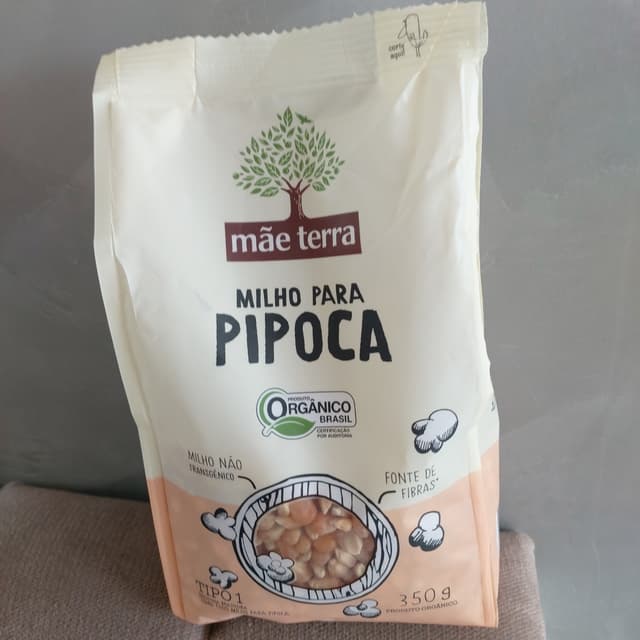 corte
aqui
mãe terra
MILHO PARA
PIPOCA
PRODUTO
ORGÂNICO
BRASIL
CERTIFICAÇÃO
POR AUDITORIA
MILHO NÃO
TRANSGÊNICO
FONTE DE
FIBRAS*
TIPO 1
350g
PRODUTO ORGÂNICO